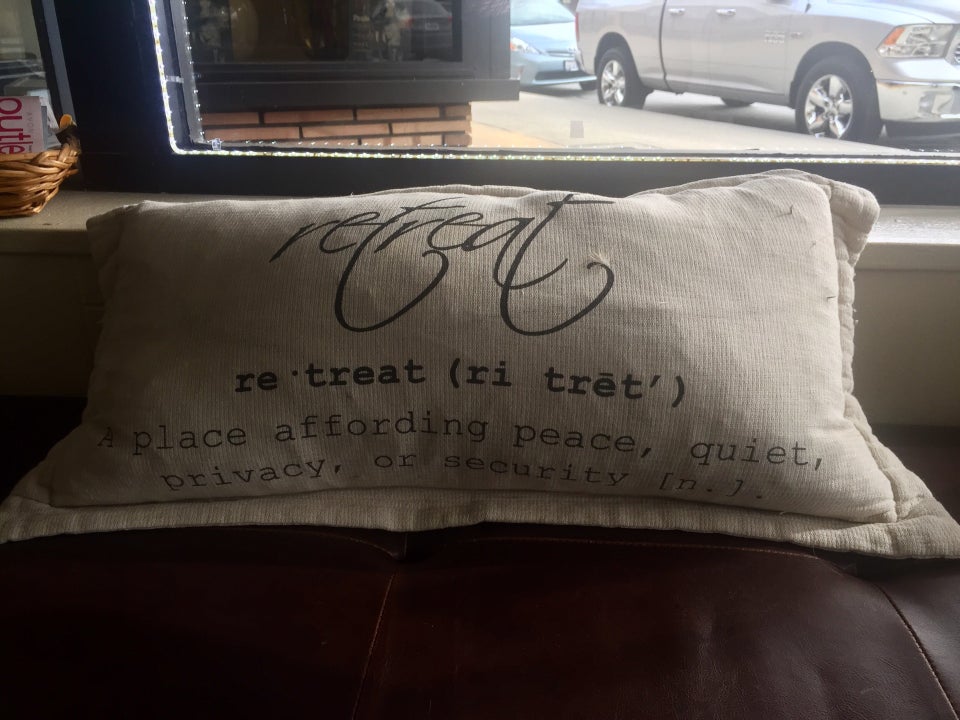 retreat
re·treat (ri trēt')
A place affording peace, quiet,
privacy, or security [n.].